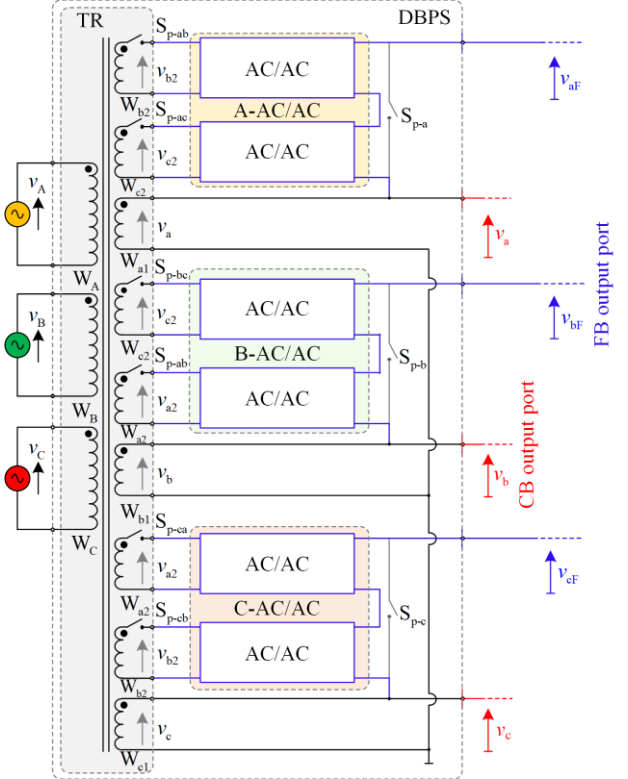 TR
DBPS
S_p-ab
v_b2
AC/AC
v_aF
W_b2
S_p-ac
A-AC/AC
S_p-a
v_c2
AC/AC
W_c2
v_A
v_a
v_a
W_A
W_a1
S_p-bc
v_B
v_c2
AC/AC
v_bF
FB output port
W_c2
S_p-ab
B-AC/AC
S_p-b
v_a2
AC/AC
W_B
W_a2
v_C
v_b
v_b
CB output port
W_b1
S_p-ca
W_C
v_a2
AC/AC
v_cF
W_a2
S_p-cb
C-AC/AC
S_p-c
v_b2
AC/AC
W_b2
v_c
v_c
W_c1